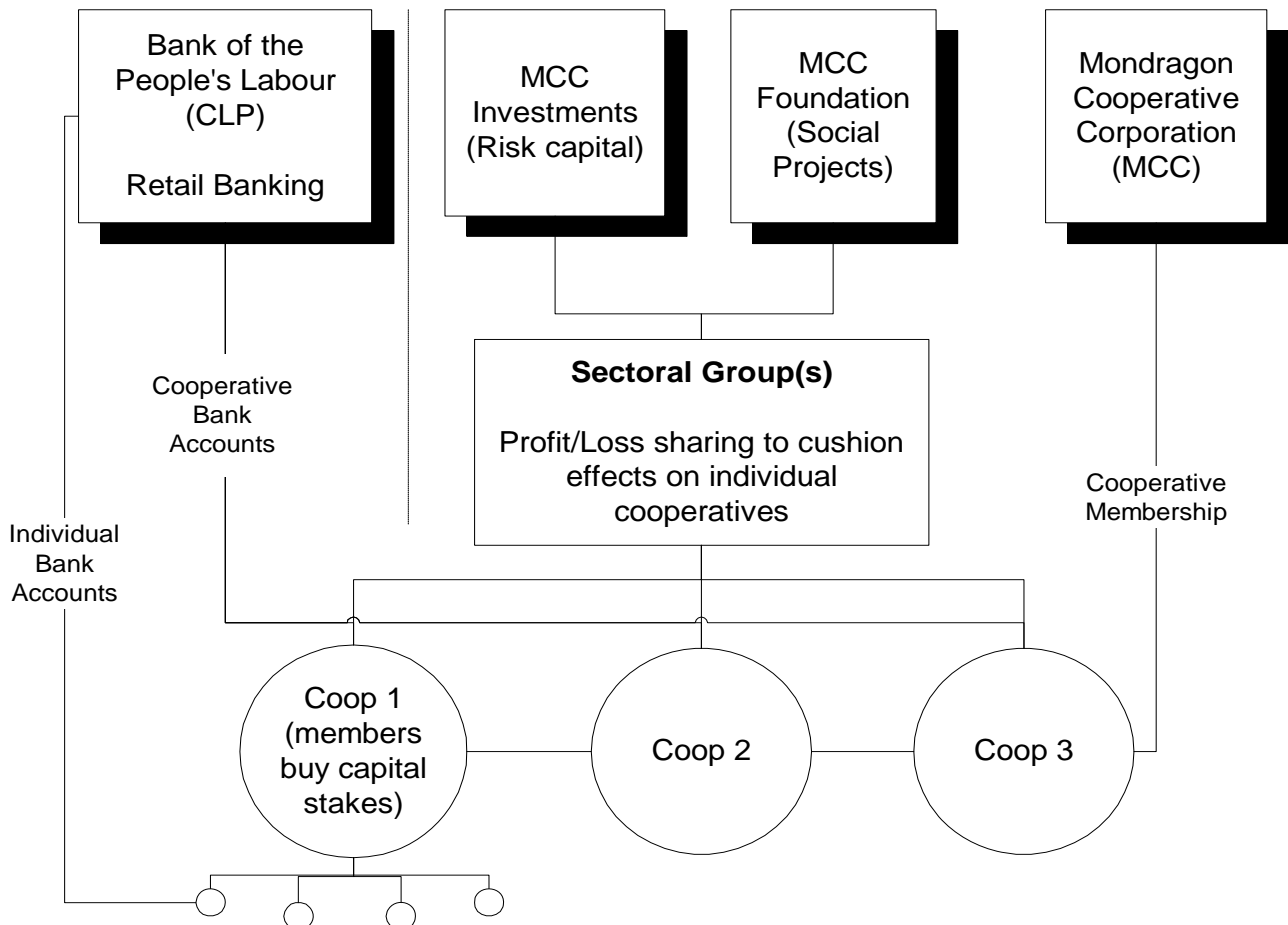 Bank of the
People's Labour
(CLP)
Retail Banking
MCC
Investments
(Risk capital)
MCC
Foundation
(Social
Projects)
Mondragon
Cooperative
Corporation
(MCC)
Sectoral Group(s)
Profit/Loss sharing to cushion
effects on individual
cooperatives
Cooperative
Bank
Accounts
Individual
Bank
Accounts
Cooperative
Membership
Coop 1
(members
buy capital
stakes)
Coop 2
Coop 3